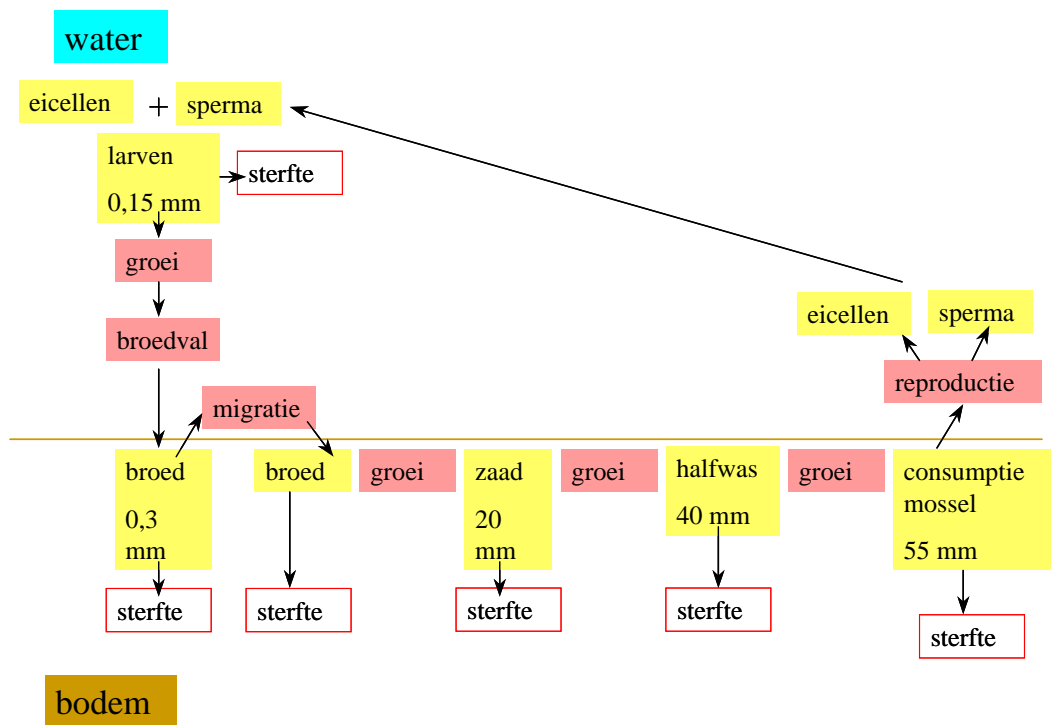 water
eicellen + sperma
larven
0,15 mm
sterfte
groei
broedval
migratie
eicellen
sperma
reproductie
broed
0,3
mm
broed
groei
zaad
20
mm
groei
halfwas
40 mm
groei
consumptie
mossel
55 mm
sterfte
sterfte
sterfte
sterfte
sterfte
bodem